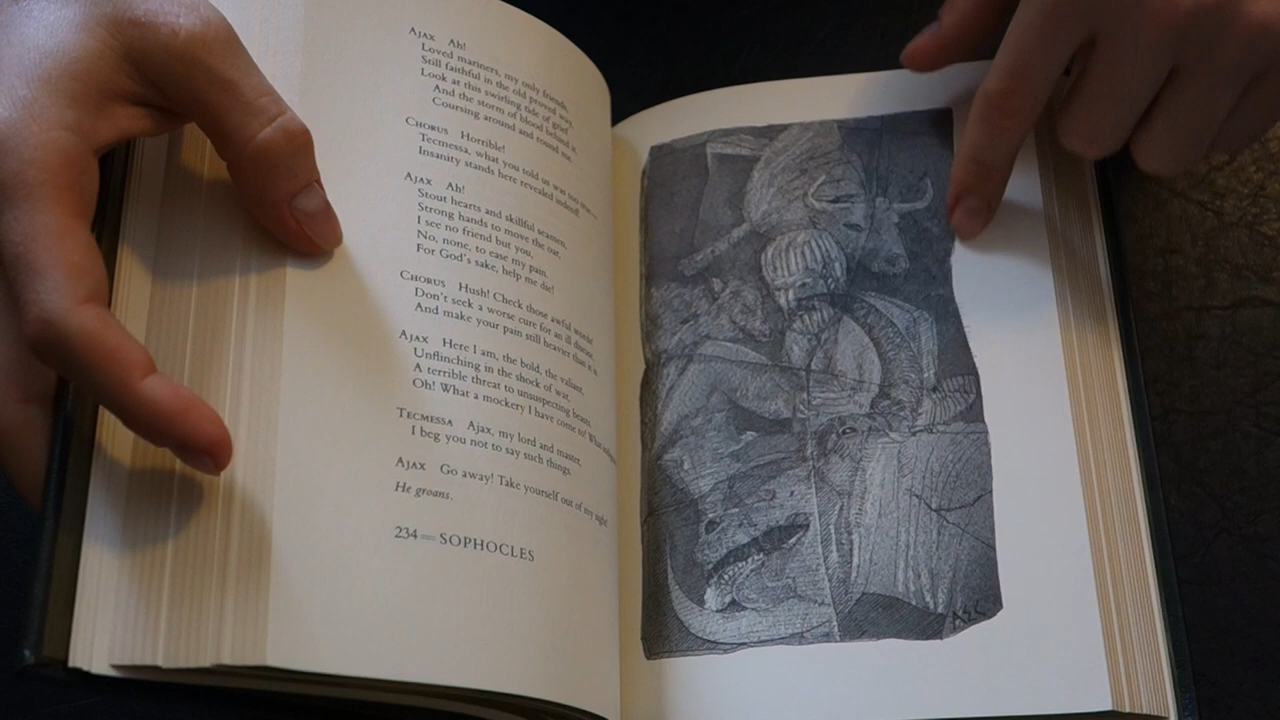 AJAX Ah!
Loved mariners, my only friends,
Still faithful in the old proved way,
Look at this swirling tide of grief
And the storm of blood behind it,
Coursing around and round me.
CHORUS Horrible!
Tecmessa, what you told us was too true—
Insanity stands here revealed indeed!
AJAX Ah!
Stout hearts and skillful seamen,
Strong hands to move the oar,
I see no friend but you,
No, none, to ease my pain.
For God's sake, help me die!
CHORUS Hush! Check those awful words!
Don't seek a worse cure for an ill disease,
And make your pain still heavier than it is.
AJAX Here I am, the bold, the valiant,
Unflinching in the shock of war,
A terrible threat to unsuspecting beasts.
Oh! What a mockery I have come to! What
TECMESSA Ajax, my lord and master,
I beg you not to say such things.
AJAX Go away! Take yourself out of my sight!
He groans.
234 = SOPHOCLES